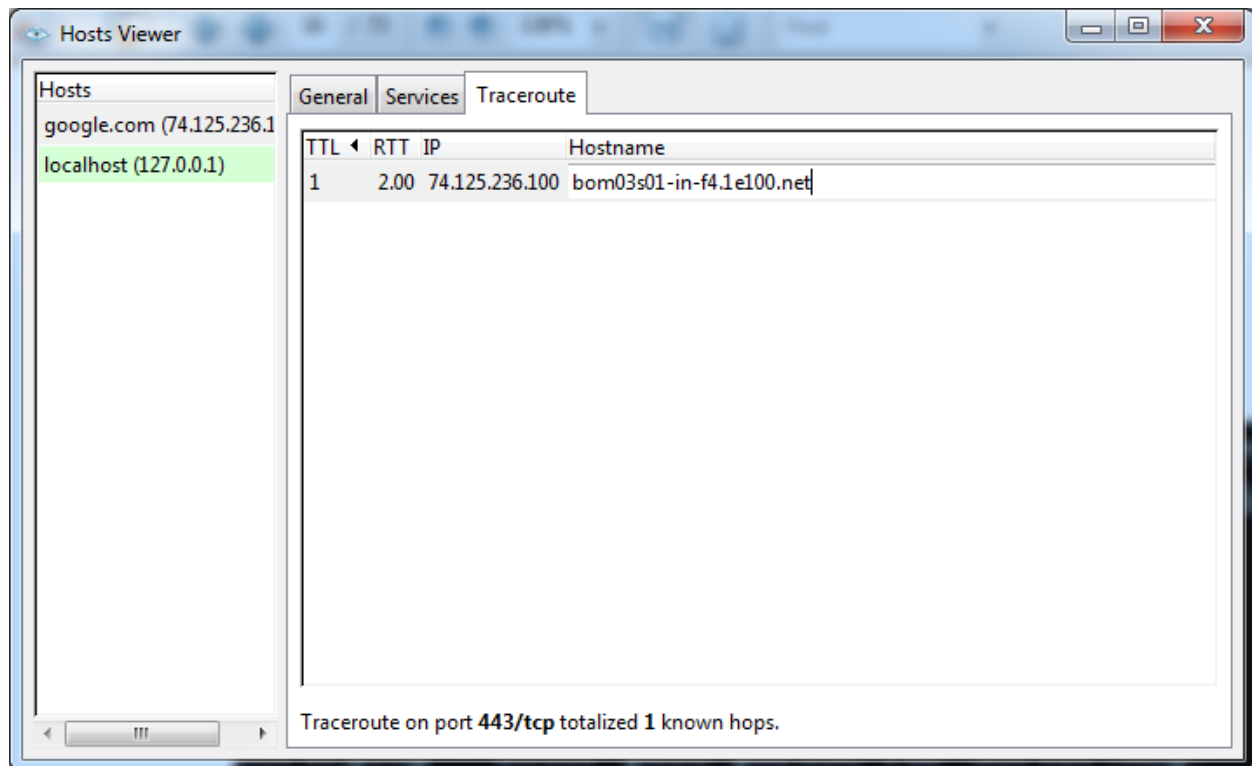 Hosts Viewer
Hosts
google.com (74.125.236.1
localhost (127.0.0.1)
General Services Traceroute
TTL RTT IP Hostname
1 2.00 74.125.236.100 bom03s01-in-f4.1e100.net
Traceroute on port 443/tcp totalized 1 known hops.